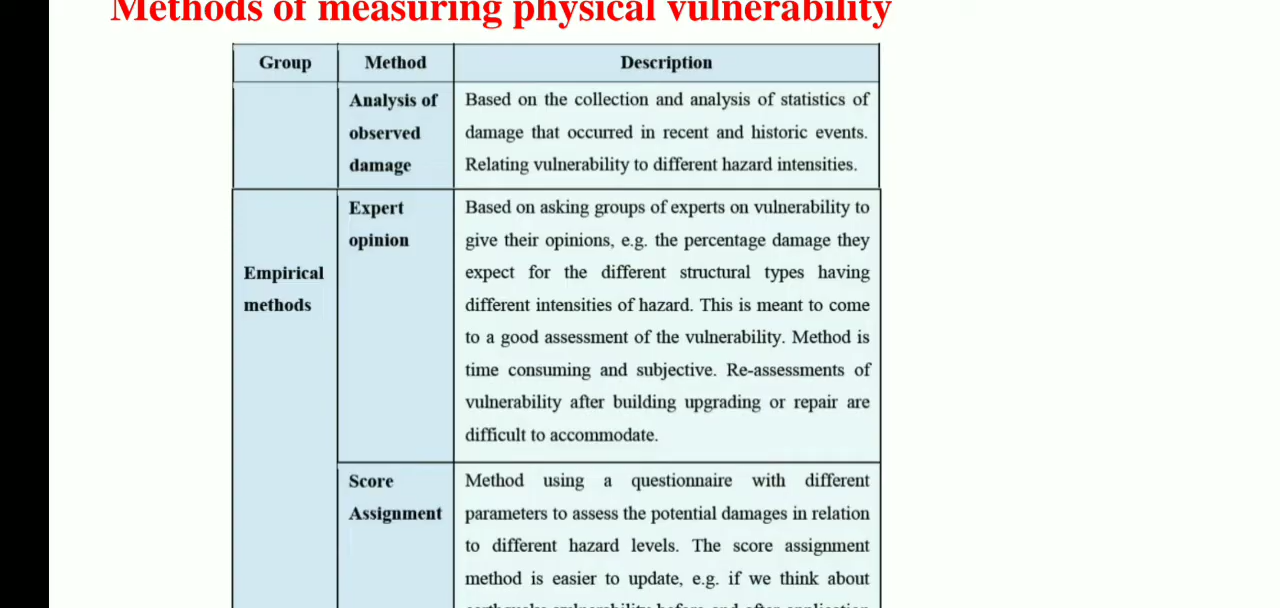 Methods of measuring physical vulnerability
Group Method Description
Analysis of observed damage
Based on the collection and analysis of statistics of
damage that occurred in recent and historic events.
Relating vulnerability to different hazard intensities.
Empirical
methods
Expert
opinion
Based on asking groups of experts on vulnerability to
give their opinions, e.g. the percentage damage they
expect for the different structural types having
different intensities of hazard. This is meant to come
to a good assessment of the vulnerability. Method is
time consuming and subjective. Re-assessments of
vulnerability after building upgrading or repair are
difficult to accommodate.
Score
Assignment
Method using a questionnaire with different
parameters to assess the potential damages in relation
to different hazard levels. The score assignment
method is easier to update, e.g. if we think about
earthquake vulnerability before and after application